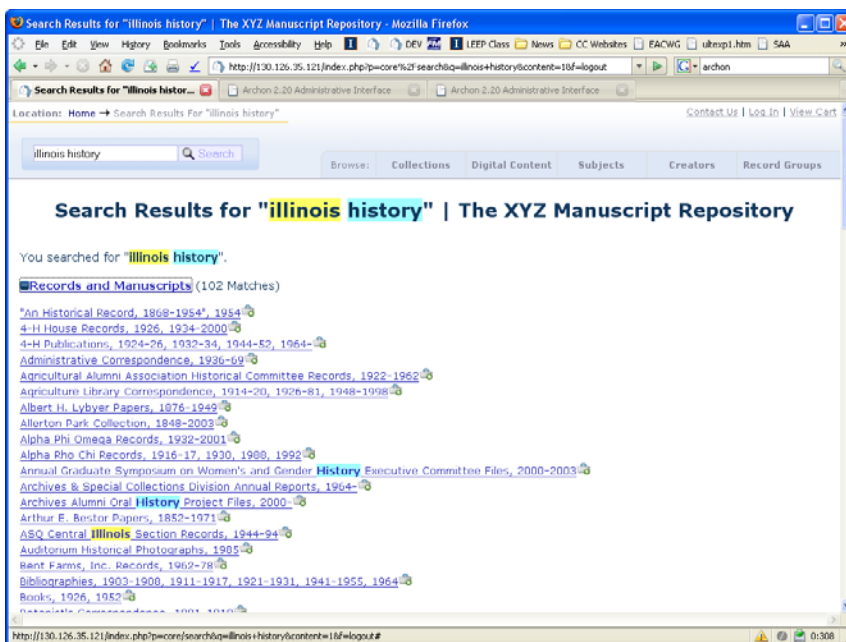 Search Results for "illinois history" | The XYZ Manuscript Repository - Mozilla Firefox
File Edit View History Bookmarks Tools Accessibility Help DEV LEEP Class News CC Websites EACWG ultexp1.htm SAA »
http://130.126.35.121/index.php?p=core%2Fsearch&q=illinois+history&content=1&f=logout G archon
Search Results for "illinois histor... Archon 2.20 Administrative Interface Archon 2.20 Administrative Interface
Location: Home → Search Results For "illinois history" Contact Us | Log In | View Cart
illinois history Search
Browse: Collections Digital Content Subjects Creators Record Groups
Search Results for "illinois history" | The XYZ Manuscript Repository
You searched for "illinois history".
Records and Manuscripts (102 Matches)
"An Historical Record, 1868-1954", 1954
4-H House Records, 1926, 1934-2000
4-H Publications, 1924-26, 1932-34, 1944-52, 1964-
Administrative Correspondence, 1936-69
Agricultural Alumni Association Historical Committee Records, 1922-1962
Agriculture Library Correspondence, 1914-20, 1926-81, 1948-1998
Albert H. Lybyer Papers, 1876-1949
Allerton Park Collection, 1848-2003
Alpha Phi Omega Records, 1932-2001
Alpha Rho Chi Records, 1916-17, 1930, 1988, 1992
Annual Graduate Symposium on Women's and Gender History Executive Committee Files, 2000-2003
Archives & Special Collections Division Annual Reports, 1964-
Archives Alumni Oral History Project Files, 2000-
Arthur E. Bestor Papers, 1852-1971
ASQ Central Illinois Section Records, 1944-94
Auditorium Historical Photographs, 1985
Bent Farms, Inc. Records, 1962-78
Bibliographies, 1903-1908, 1911-1917, 1921-1931, 1941-1955, 1964
Books, 1926, 1952
http://130.126.35.121/index.php?p=core/search&q=illinois+history&content=1&f=logout# 0:308